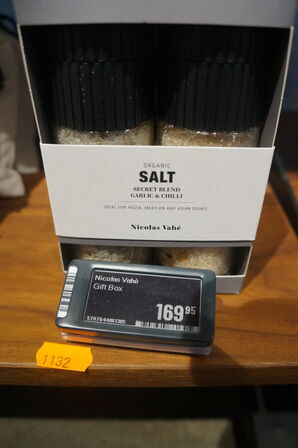 ORGANIC
SALT
SECRET BLEND
GARLIC & CHILLI
IDEAL FOR PASTA, MEXICAN AND ASIAN DISHES
Nicolas Vahé
Nicolas Vahé
Gift Box
169 95
5707644861305
1132